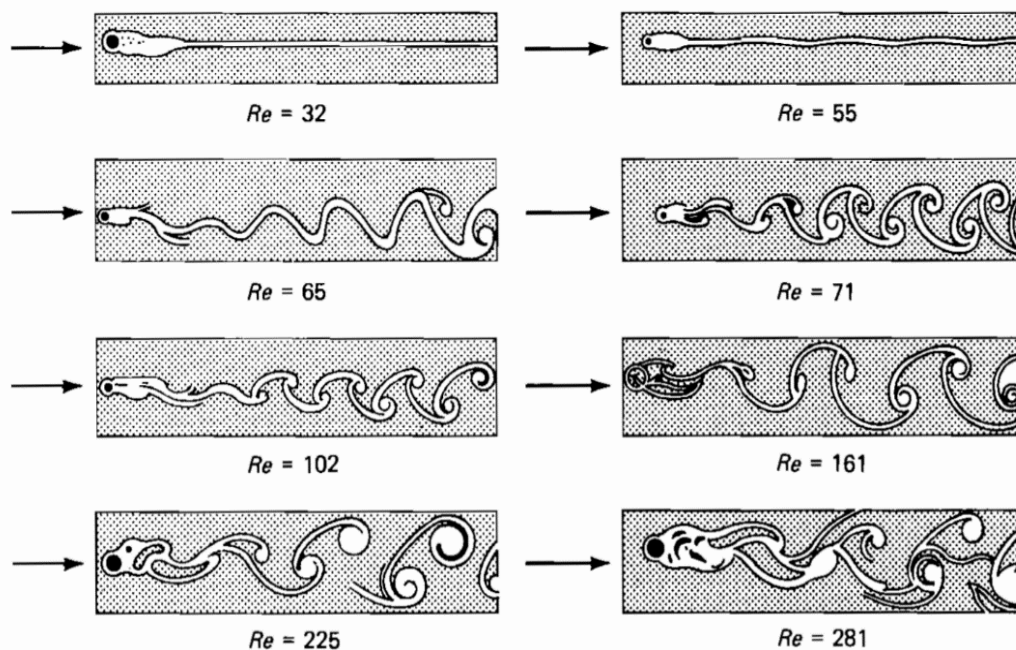 Re = 32
Re = 55
Re = 65
Re = 71
Re = 102
Re = 161
Re = 225
Re = 281